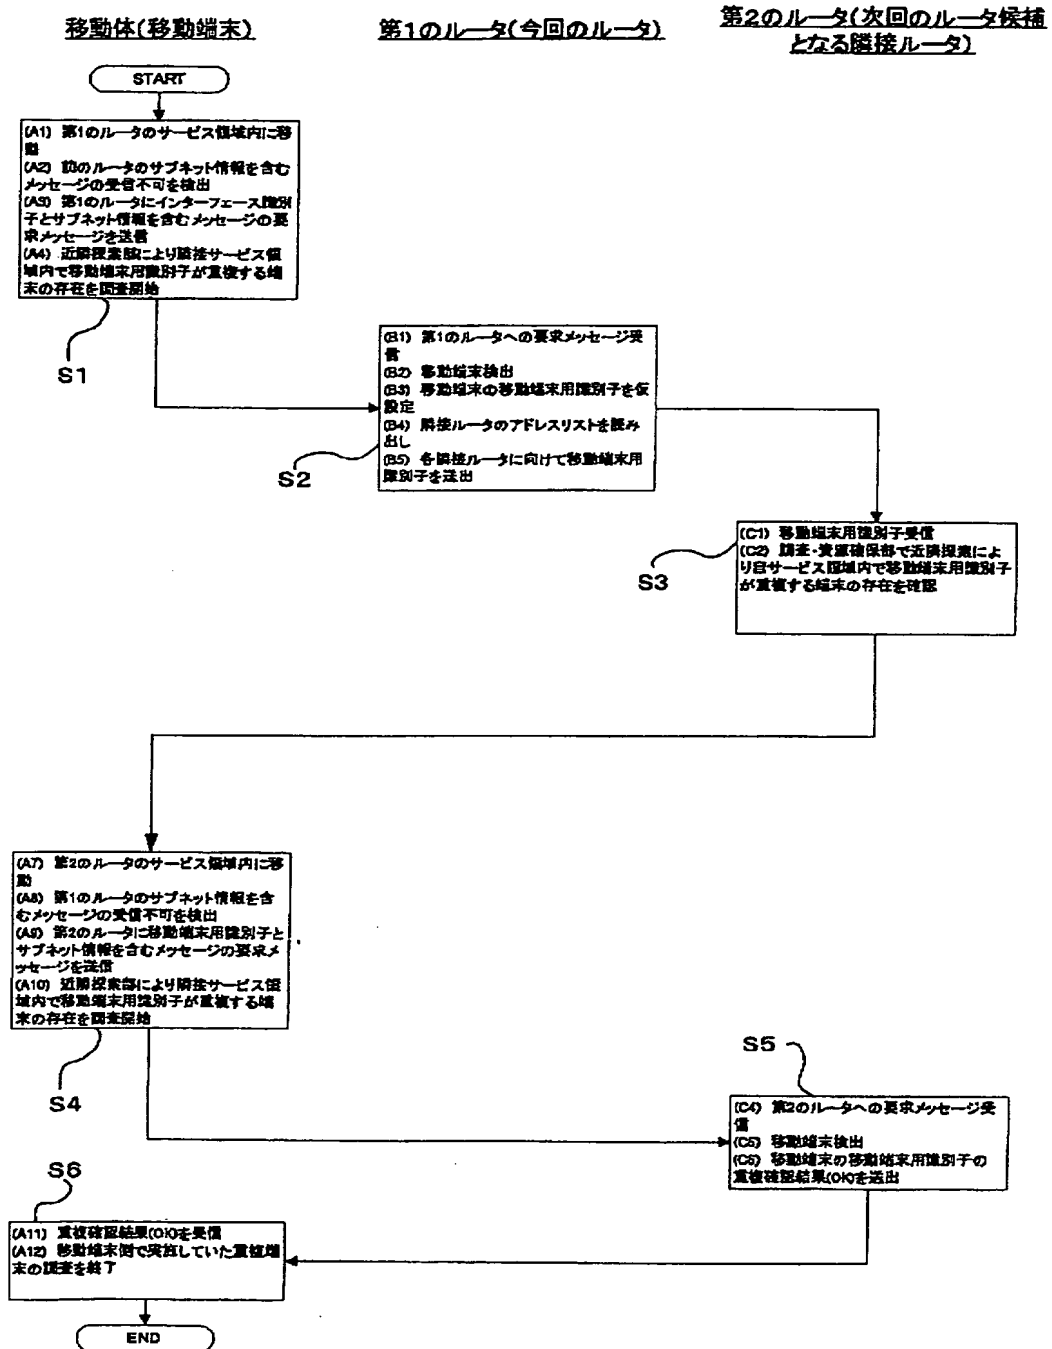 移動体(移動端末)
第1のルータ(今回のルータ)
第2のルータ(次回のルータ候補
となる隣接ルータ)
START
(A1) 第1のルータのサービス領域内に移
動
(A2) 前のルータのサブネット情報を含む
メッセージの受信不可を検出
(A3) 第1のルータにインターフェース識別
子とサブネット情報を含むメッセージの要
求メッセージを送信
(A4) 近隣探索部により隣接サービス領
域内で移動端末用識別子が重複する端
末の存在を調査開始
S1
(B1) 第1のルータへの要求メッセージ受
信
(B2) 移動端末検出
(B3) 移動端末の移動端末用識別子を仮
設定
(B4) 隣接ルータのアドレスリストを読み
出し
(B5) 各隣接ルータに向けて移動端末用
識別子を送出
S2
(C1) 移動端末用識別子受信
(C2) 調査・資源確保部で近隣探索によ
り自サービス領域内で移動端末用識別子
が重複する端末の存在を確認
S3
(A7) 第2のルータのサービス領域内に移
動
(A8) 第1のルータのサブネット情報を含
むメッセージの受信不可を検出
(A9) 第2のルータに移動端末用識別子と
サブネット情報を含むメッセージの要求メ
ッセージを送信
(A10) 近隣探索部により隣接サービス領
域内で移動端末用識別子が重複する端
末の存在を調査開始
S4
S5
(C4) 第2のルータへの要求メッセージ受
信
(C5) 移動端末検出
(C6) 移動端末の移動端末用識別子の
重複確認結果(OK)を送出
S6
(A11) 重複確認結果(OK)を受信
(A12) 移動端末側で実施していた重複端
末の調査を終了
END